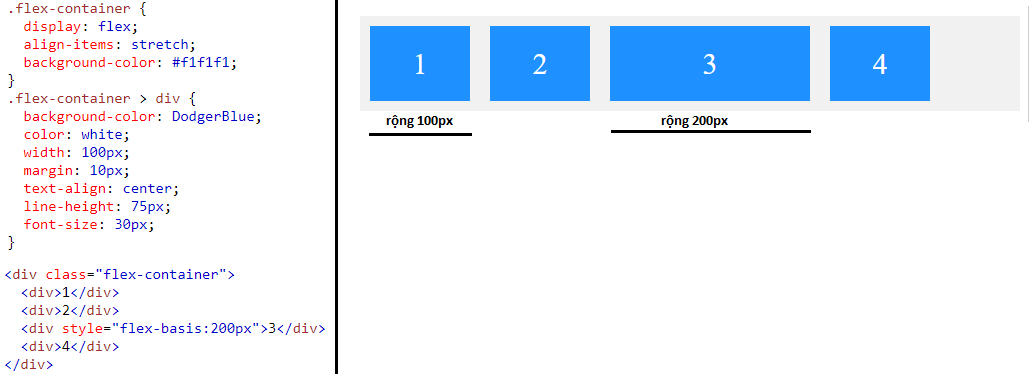 .flex-container {
  display: flex;
  align-items: stretch;
  background-color: #f1f1f1;
}
.flex-container > div {
  background-color: DodgerBlue;
  color: white;
  width: 100px;
  margin: 10px;
  text-align: center;
  line-height: 75px;
  font-size: 30px;
}
<div class="flex-container">
  <div>1</div>
  <div>2</div>
  <div style="flex-basis:200px">3</div>
  <div>4</div>
</div>
1 2 3 4
rộng 100px rộng 200px